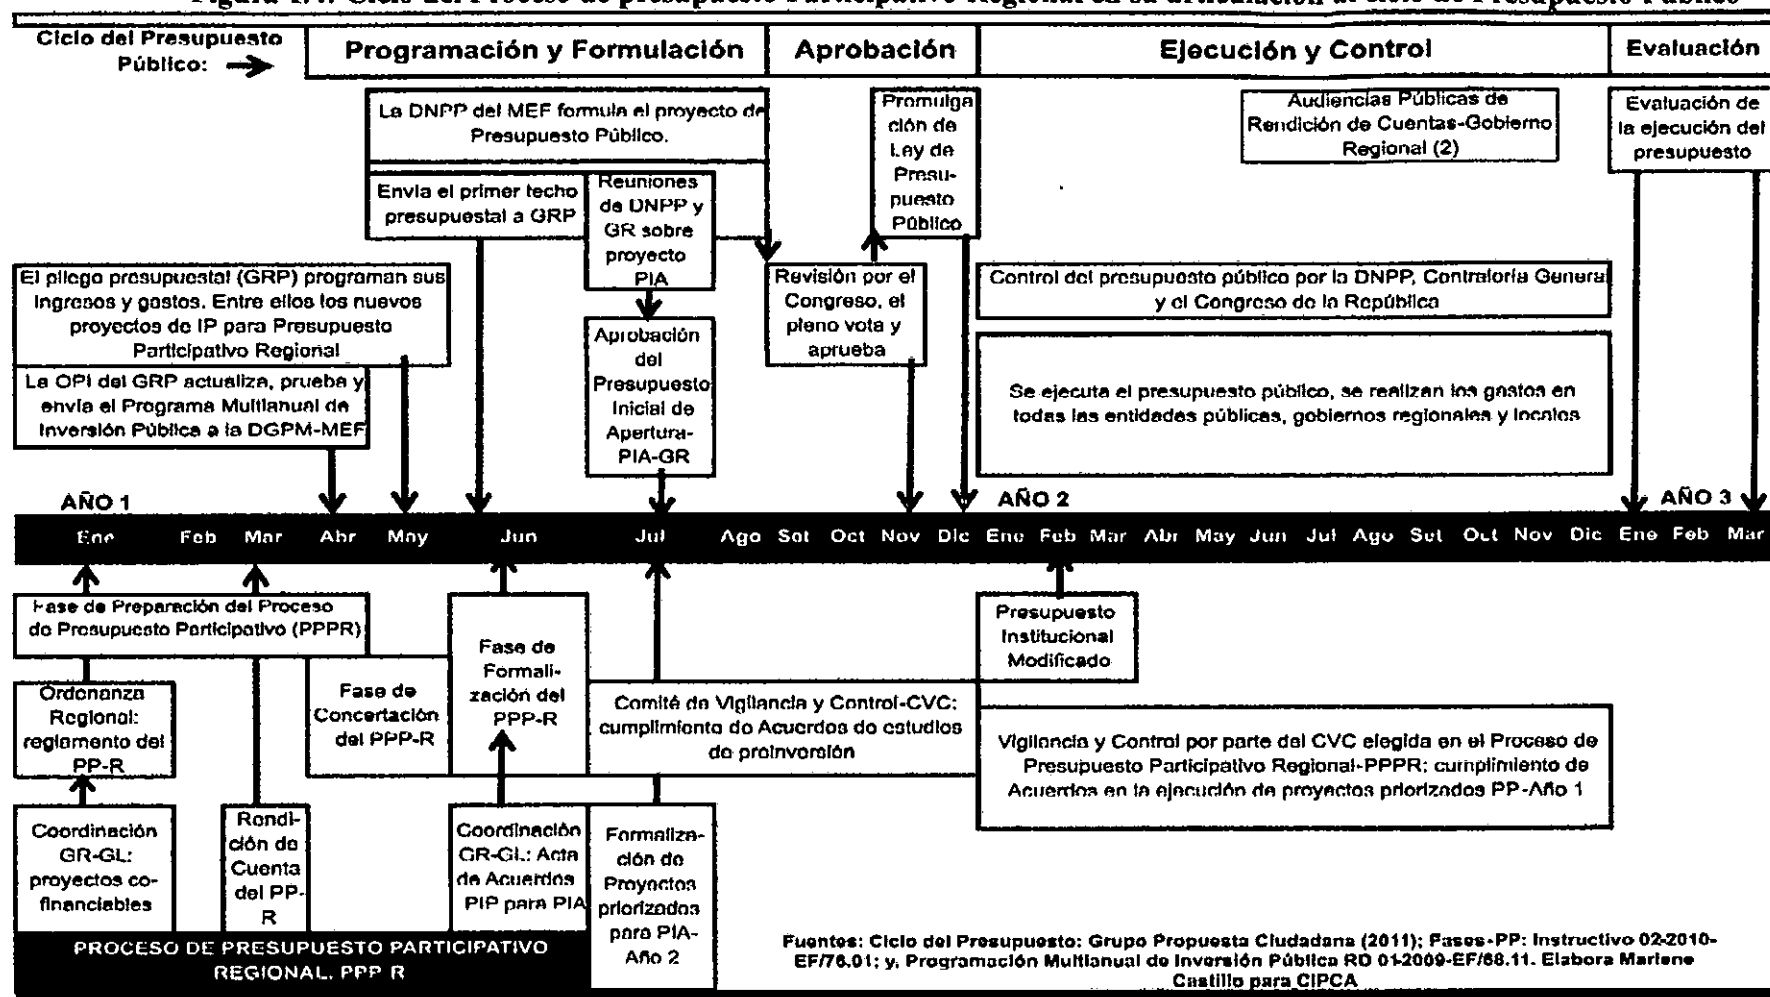 Ciclo del Presupuesto
Público:
Programación y Formulación
Aprobación
Ejecución y Control
Evaluación
La DNPP del MEF formula el proyecto de
Presupuesto Público.
Promulga
ción de
Ley de
Presu-
puesto
Público
Audiencias Públicas de
Rendición de Cuentas-Gobierno
Regional (2)
Evaluación de
la ejecución del
presupuesto
Envía el primer techo
presupuestal a GRP
Reuniones
de DNPP y
GR sobre
proyecto
PIA
El pliego presupuestal (GRP) programan sus
ingresos y gastos. Entre ellos los nuevos
proyectos de IP para Presupuesto
Participativo Regional
Revisión por el
Congreso, el
pleno vota y
aprueba
Control del presupuesto público por la DNPP, Contraloría General
y el Congreso de la República
Aprobación
del
Presupuesto
Inicial de
Apertura-
PIA-GR
La OPI del GRP actualiza, prueba y
envía el Programa Multianual de
Inversión Pública a la DGPM-MEF
Se ejecuta el presupuesto público, se realizan los gastos en
todas las entidades públicas, gobiernos regionales y locales
AÑO 1
AÑO 2
AÑO 3
Ene Feb Mar Abr May Jun Jul Ago Set Oct Nov Dic Ene Feb Mar Abr May Jun Jul Ago Set Oct Nov Dic Ene Feb Mar
Fase de Preparación del Proceso
de Presupuesto Participativo (PPPR)
Fase de
Formali-
zación del
PPP-R
Presupuesto
Institucional
Modificado
Ordenanza
Regional:
reglamento del
PP-R
Fase de
Concertación
del PPP-R
Comité de Vigilancia y Control-CVC:
cumplimiento de Acuerdos de estudios
de preinversión
Vigilancia y Control por parte del CVC elegida en el Proceso de
Presupuesto Participativo Regional-PPPR: cumplimiento de
Acuerdos en la ejecución de proyectos priorizados PP-Año 1
Coordinación
GR-GL:
proyectos co-
financiables
Rendi-
ción de
Cuenta
del PP-
R
Coordinación
GR-GL: Acta
de Acuerdos
PIP para PIA
Formaliza-
ción de
Proyectos
priorizados
para PIA-
Año 2
PROCESO DE PRESUPUESTO PARTICIPATIVO
REGIONAL. PPP R
Fuentes: Ciclo del Presupuesto: Grupo Propuesta Ciudadana (2011); Fases-PP: Instructivo 02-2010-
EF/76.01; y, Programación Multianual de Inversión Pública RD 01-2009-EF/68.11. Elabora Marlene
Castillo para CIPCA